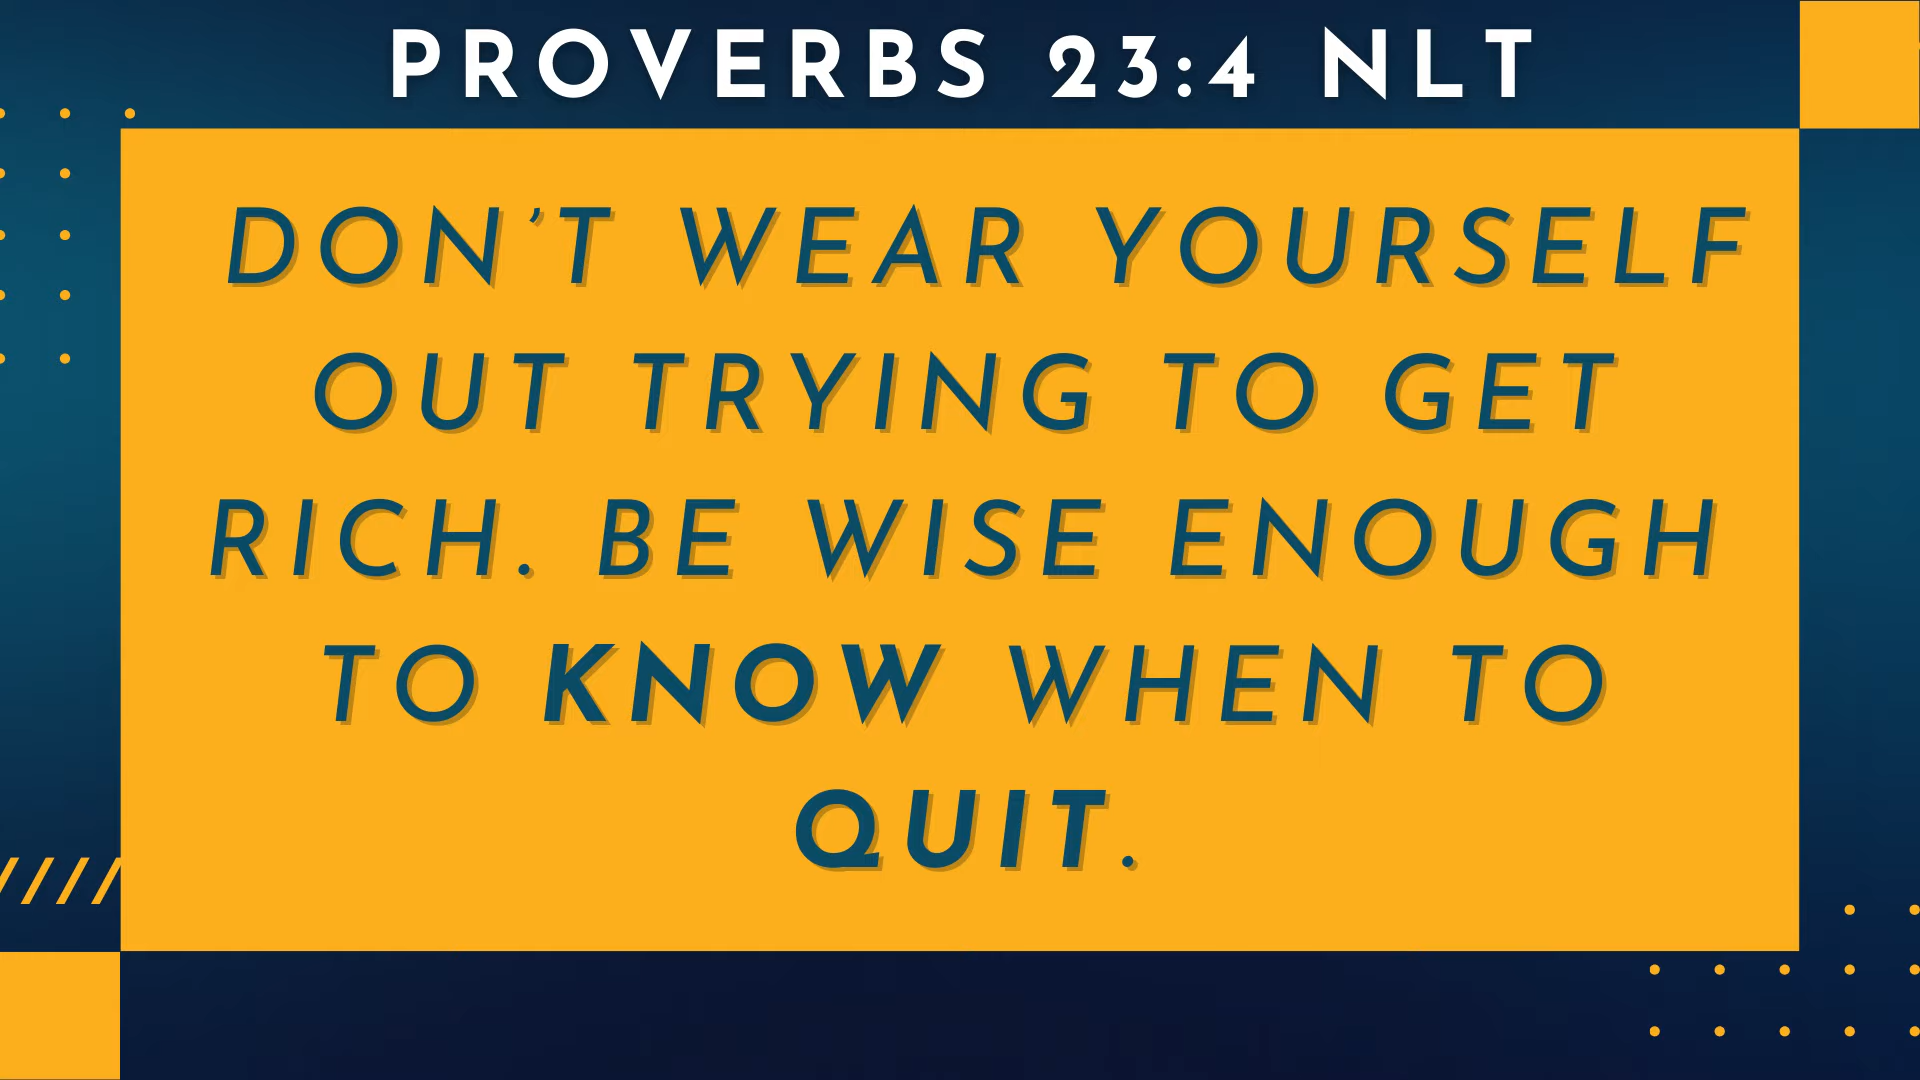 PROVERBS 23:4 NLT
DON'T WEAR YOURSELF
OUT TRYING TO GET
RICH. BE WISE ENOUGH
TO KNOW WHEN TO
QUIT.